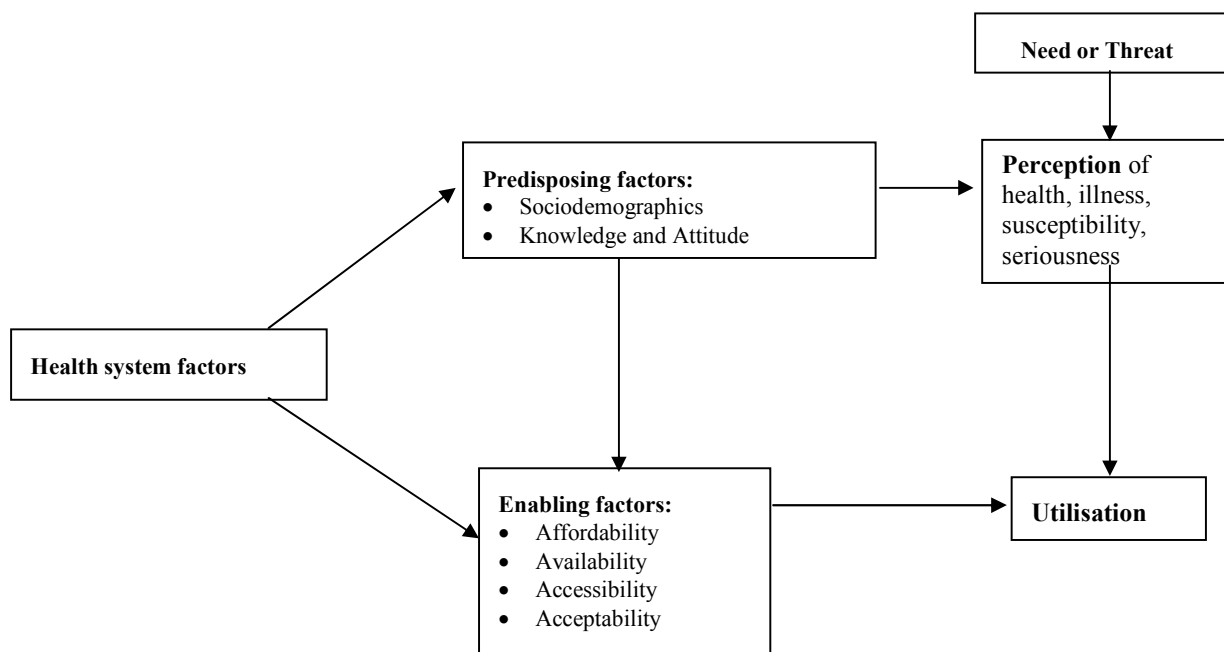 Need or Threat
Predisposing factors:
• Sociodemographics
• Knowledge and Attitude
Perception of
health, illness,
susceptibility,
seriousness
Health system factors
Enabling factors:
• Affordability
• Availability
• Accessibility
• Acceptability
Utilisation